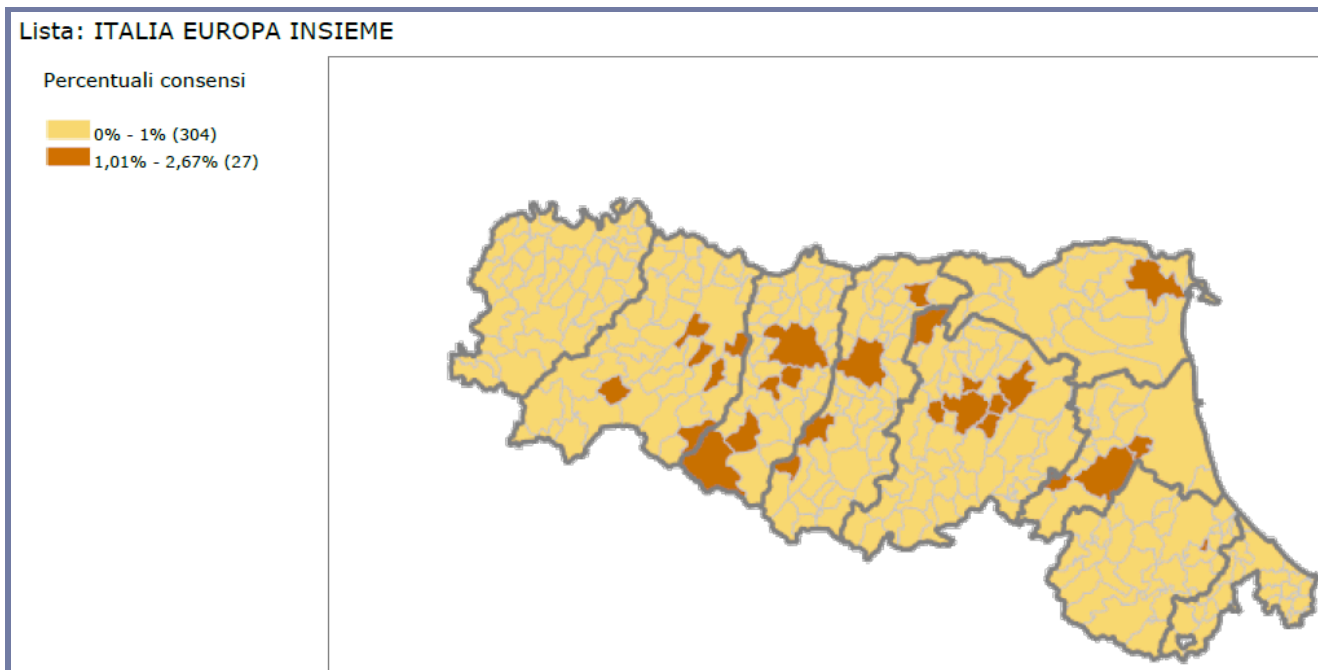 Lista: ITALIA EUROPA INSIEME
Percentuali consensi
0% - 1% (304)
1,01% - 2,67% (27)